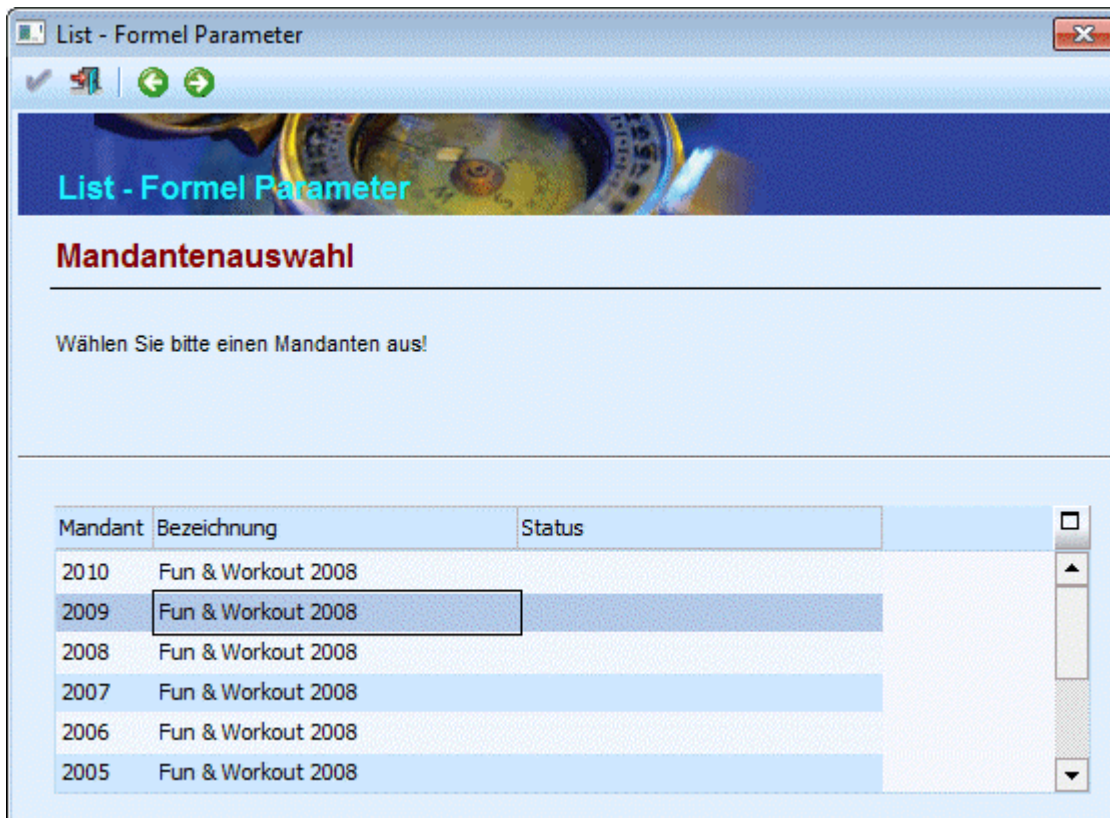 List - Formel Parameter
List - Formel Parameter
Mandantenauswahl
Wählen Sie bitte einen Mandanten aus!
Mandant Bezeichnung Status
2010 Fun & Workout 2008
2009 Fun & Workout 2008
2008 Fun & Workout 2008
2007 Fun & Workout 2008
2006 Fun & Workout 2008
2005 Fun & Workout 2008